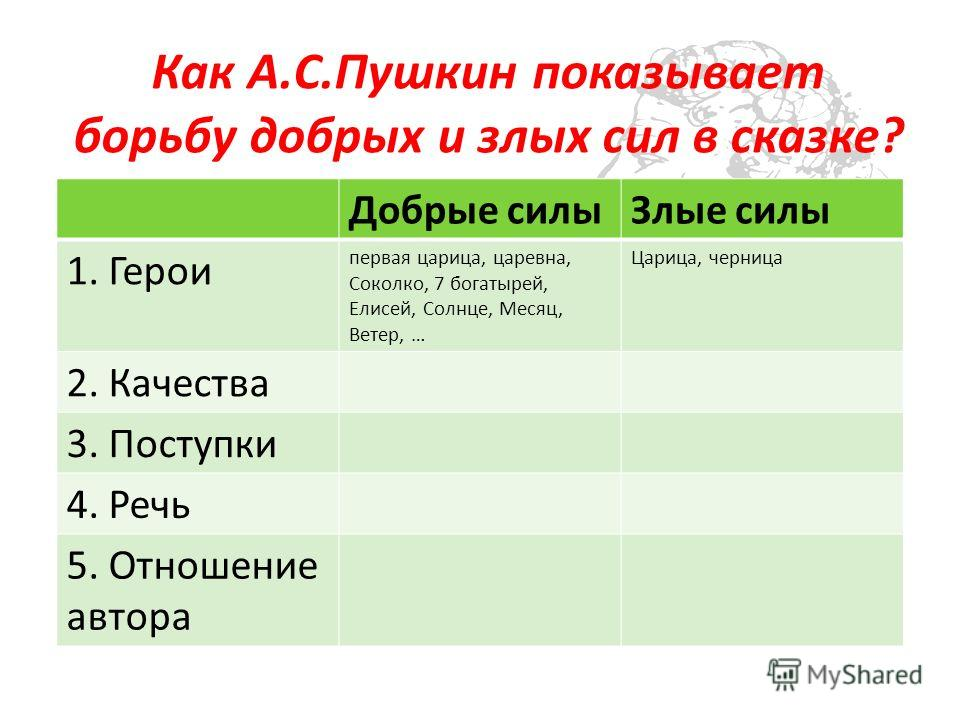 Как А.С.Пушкин показывает
борьбу добрых и злых сил в сказке?
Добрые силы Злые силы
1. Герои
первая царица, царевна,
Соколко, 7 богатырей,
Елисей, Солнце, Месяц,
Ветер, ...
Царица, черница
2. Качества
3. Поступки
4. Речь
5. Отношение
автора
MyShared